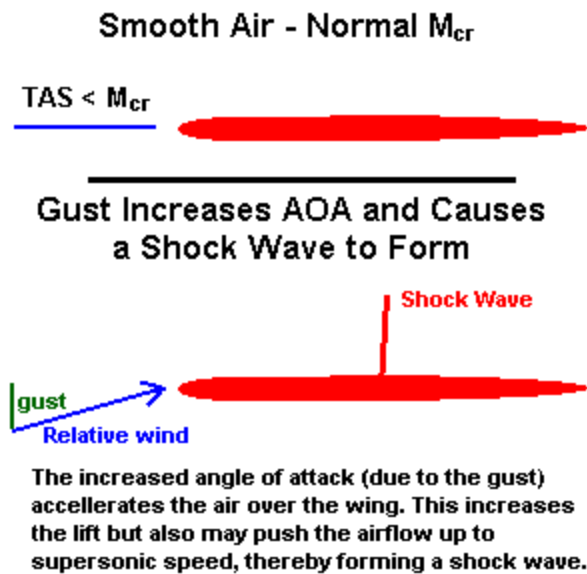 Smooth Air - Normal Mcr
TAS < Mcr
Gust Increases AOA and Causes
a Shock Wave to Form
Shock Wave
gust
Relative wind
The increased angle of attack (due to the gust)
accellerates the air over the wing. This increases
the lift but also may push the airflow up to
supersonic speed, thereby forming a shock wave.